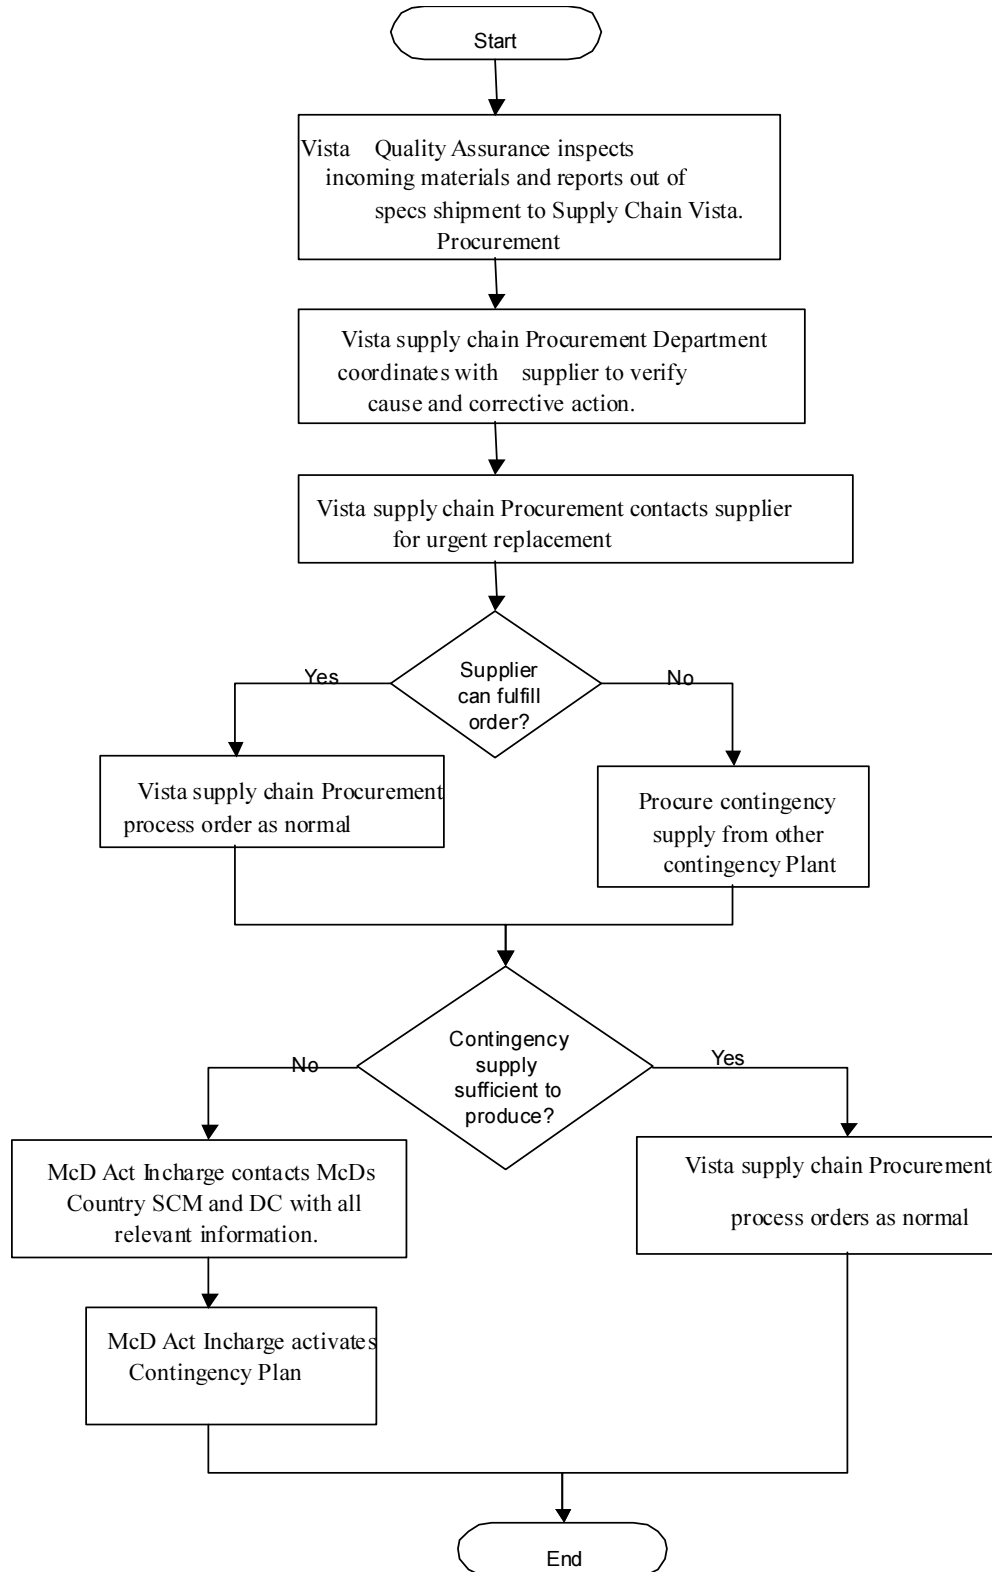 Start
Vista Quality Assurance inspects
incoming materials and reports out of
specs shipment to Supply Chain Vista.
Procurement
Vista supply chain Procurement Department
coordinates with supplier to verify
cause and corrective action.
Vista supply chain Procurement contacts supplier
for urgent replacement
Supplier
can fulfill
order?
Yes
No
Vista supply chain Procurement
process order as normal
Procure contingency
supply from other
contingency Plant
Contingency
supply
sufficient to
produce?
No
Yes
McD Act Incharge contacts McDs
Country SCM and DC with all
relevant information.
Vista supply chain Procurement
process orders as normal
McD Act Incharge activates
Contingency Plan
End